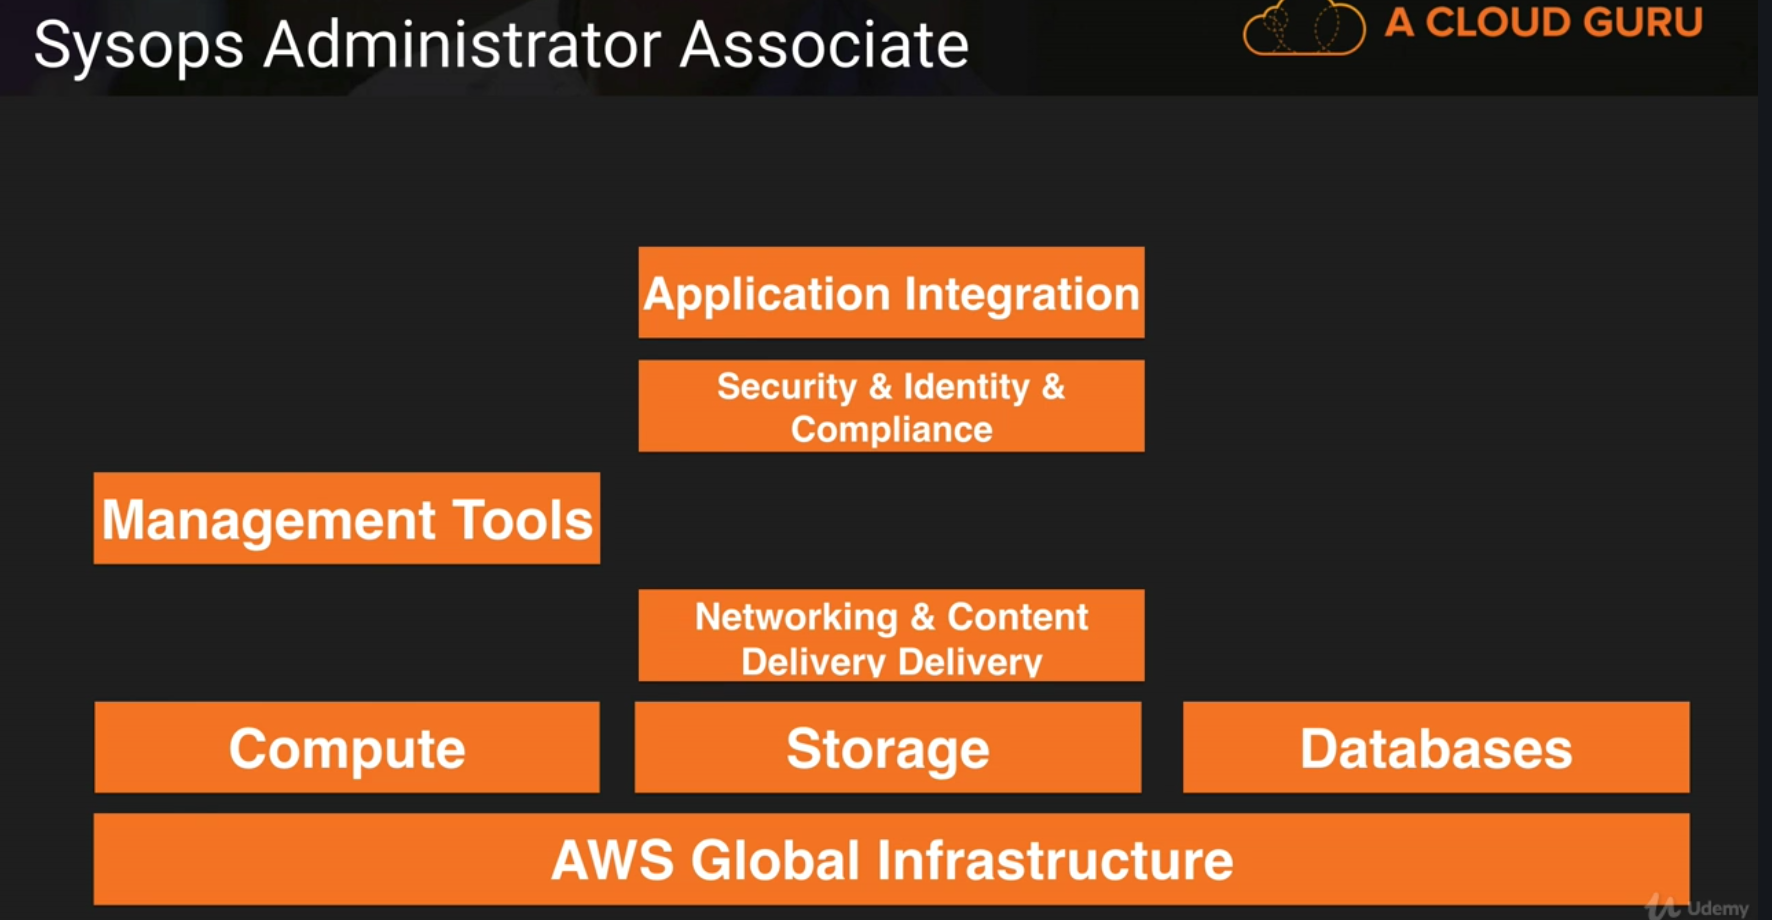 Sysops Administrator Associate
A CLOUD GURU
Application Integration
Security & Identity &
Compliance
Management Tools
Networking & Content
Delivery Delivery
Compute
Storage
Databases
AWS Global Infrastructure
Udemy